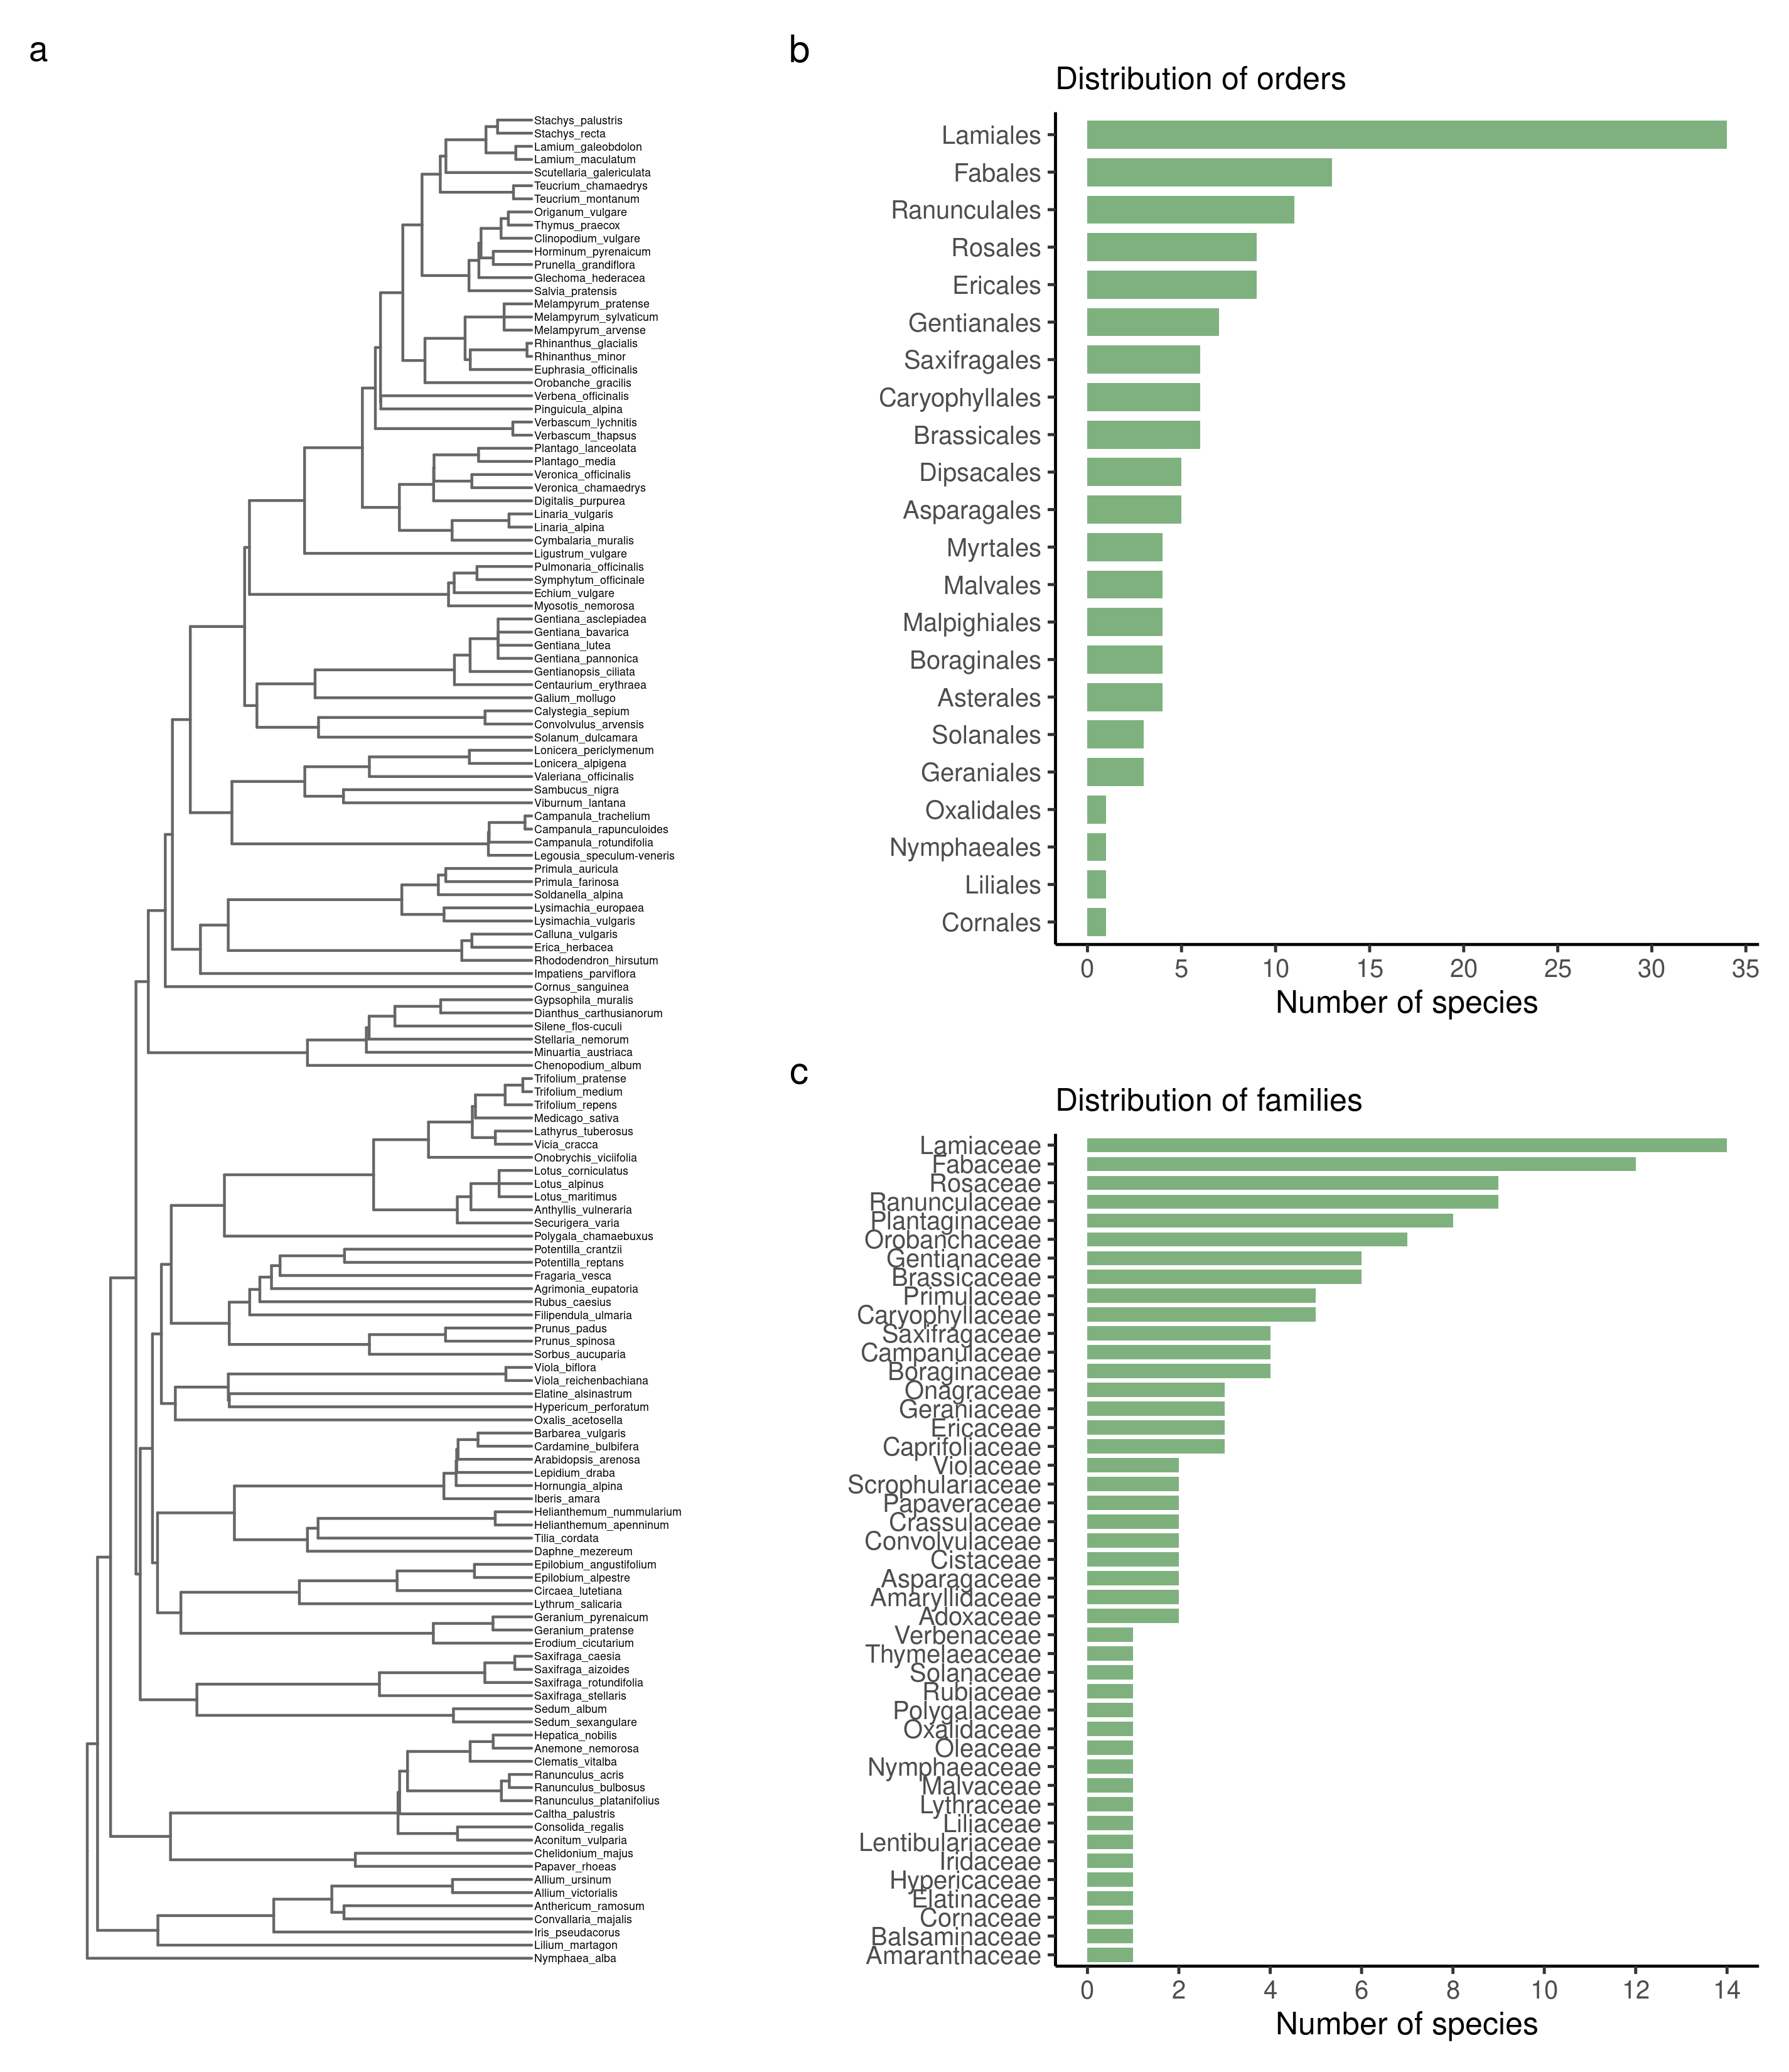 a
Stachys_palustris
Stachys_recta
Lamium_galeobdolon
Lamium_maculatum
Scutellaria_galericulata
Teucrium_chamaedrys
Teucrium_montanum
Origanum_vulgare
Thymus_praecox
Clinopodium_vulgare
Horminum_pyrenaicum
Prunella_grandiflora
Glechoma_hederacea
Salvia_pratensis
Melampyrum_pratense
Melampyrum_sylvaticum
Melampyrum_arvense
Rhinanthus_glacialis
Rhinanthus_minor
Euphrasia_officinalis
Orobanche_gracilis
Verbena_officinalis
Pinguicula_alpina
Verbascum_lychnitis
Verbascum_thapsus
Plantago_lanceolata
Plantago_media
Veronica_officinalis
Veronica_chamaedrys
Digitalis_purpurea
Linaria_vulgaris
Linaria_alpina
Cymbalaria_muralis
Ligustrum_vulgare
Pulmonaria_officinalis
Symphytum_officinale
Echium_vulgare
Myosotis_nemorosa
Gentiana_asclepiadea
Gentiana_bavarica
Gentiana_lutea
Gentiana_pannonica
Gentianopsis_ciliata
Centaurium_erythraea
Galium_mollugo
Calystegia_sepium
Convolvulus_arvensis
Solanum_dulcamara
Lonicera_periclymenum
Lonicera_alpigena
Valeriana_officinalis
Sambucus_nigra
Viburnum_lantana
Campanula_trachelium
Campanula_rapunculoides
Campanula_rotundifolia
Legousia_speculum-veneris
Primula_auricula
Primula_farinosa
Soldanella_alpina
Lysimachia_europaea
Lysimachia_vulgaris
Calluna_vulgaris
Erica_herbacea
Rhododendron_hirsutum
Impatiens_parviflora
Cornus_sanguinea
Gypsophila_muralis
Dianthus_carthusianorum
Silene_flos-cuculi
Stellaria_nemorum
Minuartia_austriaca
Chenopodium_album
Trifolium_pratense
Trifolium_medium
Trifolium_repens
Medicago_sativa
Lathyrus_tuberosus
Vicia_cracca
Onobrychis_viciifolia
Lotus_corniculatus
Lotus_alpinus
Lotus_maritimus
Anthyllis_vulneraria
Securigera_varia
Polygala_chamaebuxus
Potentilla_crantzii
Potentilla_reptans
Fragaria_vesca
Agrimonia_eupatoria
Rubus_caesius
Filipendula_ulmaria
Prunus_padus
Prunus_spinosa
Sorbus_aucuparia
Viola_biflora
Viola_reichenbachiana
Elatine_alsinastrum
Hypericum_perforatum
Oxalis_acetosella
Barbarea_vulgaris
Cardamine_bulbifera
Arabidopsis_arenosa
Lepidium_draba
Hornungia_alpina
Iberis_amara
Helianthemum_nummularium
Helianthemum_apenninum
Tilia_cordata
Daphne_mezereum
Epilobium_angustifolium
Epilobium_alpestre
Circaea_lutetiana
Lythrum_salicaria
Geranium_pyrenaicum
Geranium_pratense
Erodium_cicutarium
Saxifraga_caesia
Saxifraga_aizoides
Saxifraga_rotundifolia
Saxifraga_stellaris
Sedum_album
Sedum_sexangulare
Hepatica_nobilis
Anemone_nemorosa
Clematis_vitalba
Ranunculus_acris
Ranunculus_bulbosus
Ranunculus_platanifolius
Caltha_palustris
Consolida_regalis
Aconitum_vulparia
Chelidonium_majus
Papaver_rhoeas
Allium_ursinum
Allium_victorialis
Anthericum_ramosum
Convallaria_majalis
Iris_pseudacorus
Lilium_martagon
Nymphaea_alba
b
Distribution of orders
Lamiales
Fabales
Ranunculales
Rosales
Ericales
Gentianales
Saxifragales
Caryophyllales
Brassicales
Dipsacales
Asparagales
Myrtales
Malvales
Malpighiales
Boraginales
Asterales
Solanales
Geraniales
Oxalidales
Nymphaeales
Liliales
Cornales
0 5 10 15 20 25 30 35
Number of species
c
Distribution of families
Lamiaceae
Fabaceae
Rosaceae
Ranunculaceae
Plantaginaceae
Orobanchaceae
Gentianaceae
Brassicaceae
Primulaceae
Caryophyllaceae
Saxifragaceae
Campanulaceae
Boraginaceae
Onagraceae
Geraniaceae
Ericaceae
Caprifoliaceae
Violaceae
Scrophulariaceae
Papaveraceae
Crassulaceae
Convolvulaceae
Cistaceae
Asparagaceae
Amaryllidaceae
Adoxaceae
Verbenaceae
Thymelaeaceae
Solanaceae
Rubiaceae
Polygalaceae
Oxalidaceae
Oleaceae
Nymphaeaceae
Malvaceae
Lythraceae
Liliaceae
Lentibulariaceae
Iridaceae
Hypericaceae
Elatinaceae
Cornaceae
Balsaminaceae
Amaranthaceae
0 2 4 6 8 10 12 14
Number of species